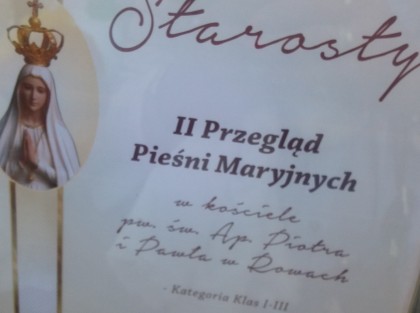 Starosty
II Przegląd
Pieśni Maryjnych
w kościele
pw. św. Ap. Piotra
i Pawła w Rowach
- Kategoria Klas I-III